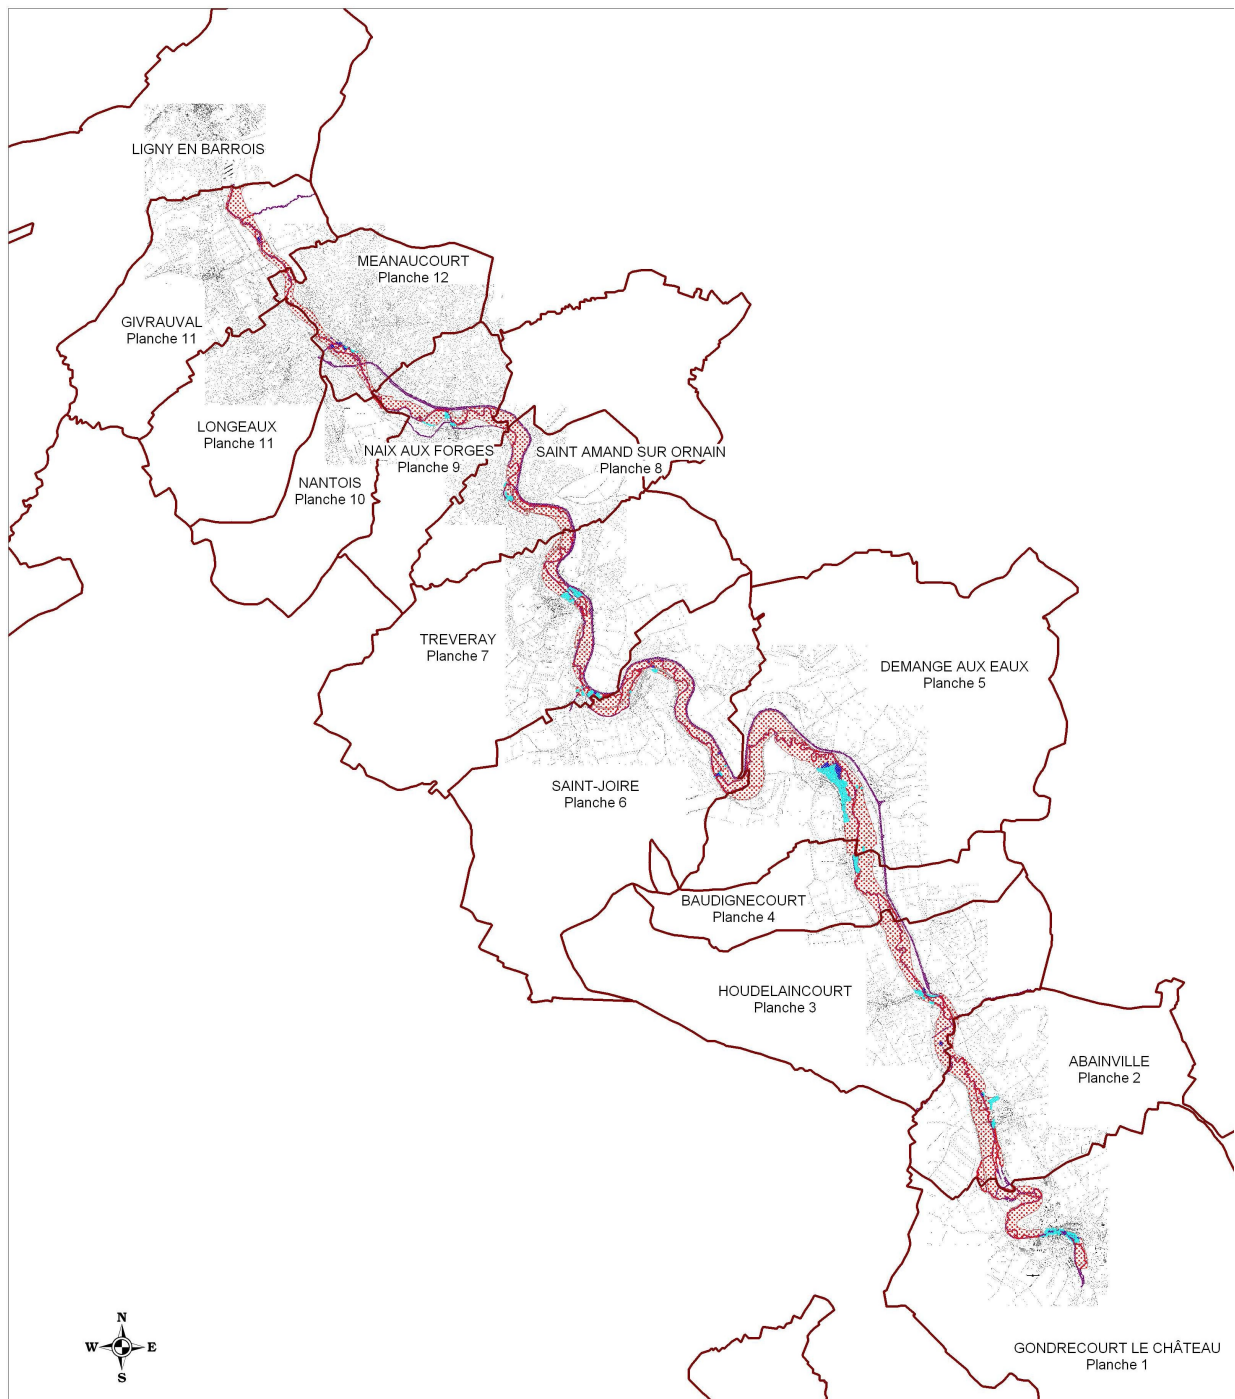 LIGNY EN BARROIS
MEANAUCOURT
Planche 12
GIVRAUVAL
Planche 11
LONGEAUX
Planche 11
NAIX AUX FORGES
Planche 9
SAINT AMAND SUR ORNAIN
Planche 8
NANTOIS
Planche 10
TREVERAY
Planche 7
DEMANGE AUX EAUX
Planche 5
SAINT-JOIRE
Planche 6
BAUDIGNECOURT
Planche 4
HOUDELAINCOURT
Planche 3
ABAINVILLE
Planche 2
GONDRECOURT LE CHÂTEAU
Planche 1
N
W E
S